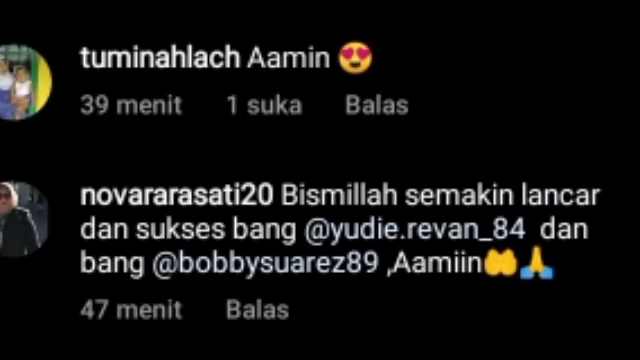 tuminahlach Aamin 😍
39 menit 1 suka Balas
novararasati20 Bismillah semakin lancar
dan sukses bang @yudie.revan_84 dan
bang @bobbysuarez89 ,Aamiin🤲🙏
47 menit Balas